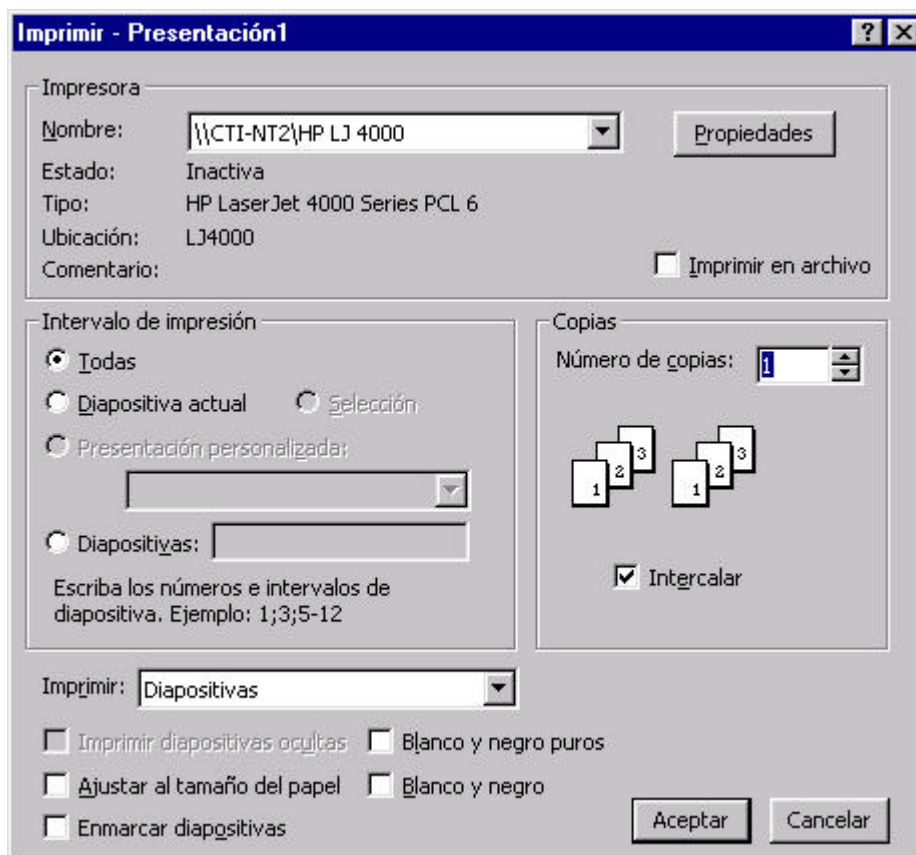 Imprimir - Presentación1
Impresora
Nombre: \\CTI-NT2\HP LJ 4000 Propiedades
Estado: Inactiva
Tipo: HP LaserJet 4000 Series PCL 6
Ubicación: LJ4000
Comentario: Imprimir en archivo
Intervalo de impresión
Todas
Diapositiva actual Selección
Presentación personalizada:
Diapositivas:
Escriba los números e intervalos de
diapositiva. Ejemplo: 1;3;5-12
Copias
Número de copias: 1
1 2 3 1 2 3
Intercalar
Imprimir: Diapositivas
Imprimir diapositivas ocultas Blanco y negro puros
Ajustar al tamaño del papel Blanco y negro
Enmarcar diapositivas
Aceptar Cancelar